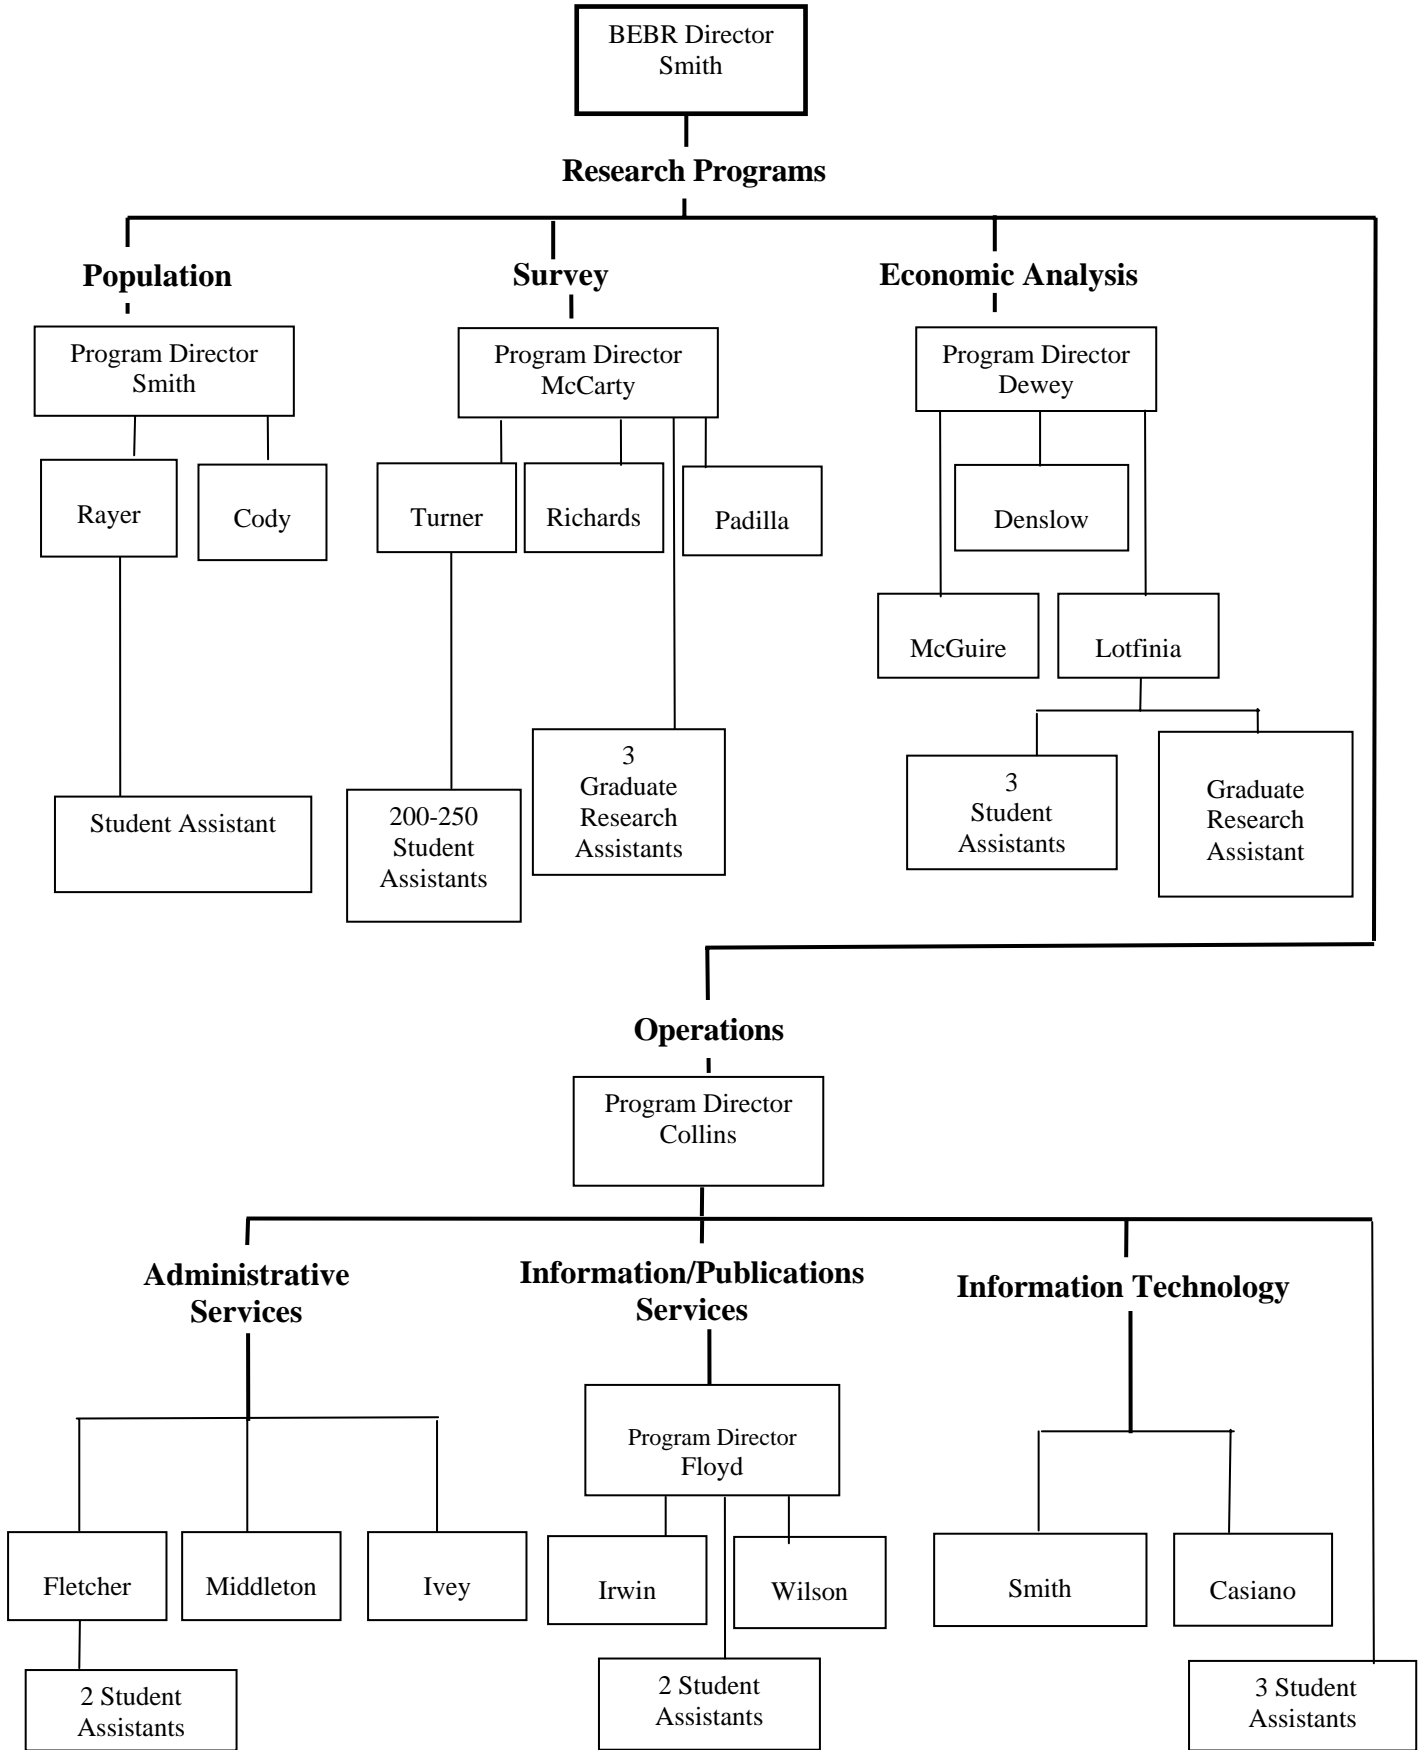 BEBR Director
Smith
Research Programs
Population
Survey
Economic Analysis
Program Director
Smith
Program Director
McCarty
Program Director
Dewey
Rayer
Cody
Turner
Richards
Padilla
Denslow
McGuire
Lotfinia
Student Assistant
200-250
Student
Assistants
3
Graduate
Research
Assistants
3
Student
Assistants
Graduate
Research
Assistant
Operations
Program Director
Collins
Administrative
Services
Information/Publications
Services
Information Technology
Program Director
Floyd
Fletcher
Middleton
Ivey
Irwin
Wilson
Smith
Casiano
2 Student
Assistants
2 Student
Assistants
3 Student
Assistants